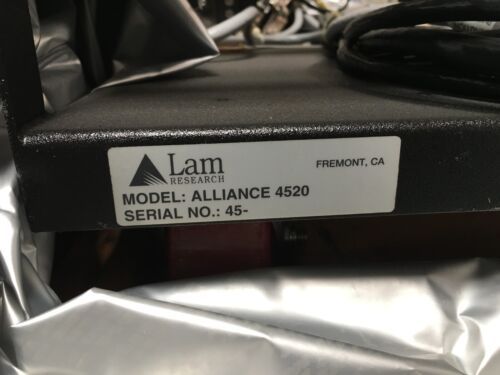 Lam
RESEARCH
FREMONT, CA
MODEL: ALLIANCE 4520
SERIAL NO.: 45-